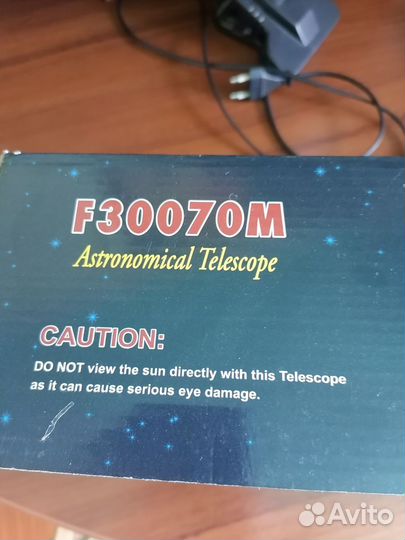 F30070M
Astronomical Telescope
CAUTION:
DO NOT view the sun directly with this Telescope
as it can cause serious eye damage.
Avito